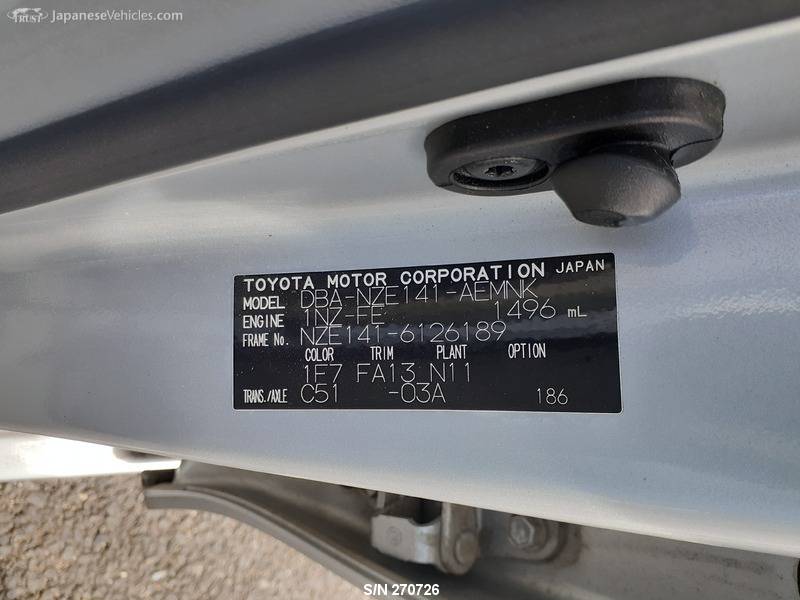 TRUST JapaneseVehicles.com
TOYOTA MOTOR CORPORATION JAPAN
MODEL DBA-NZE141-AEMNK
ENGINE 1NZ-FE 1496 mL
FRAME No. NZE141-6126189
COLOR TRIM PLANT OPTION
1F7 FA13 N11
TRANS./AXLE C51 -03A 186
S/N 270726